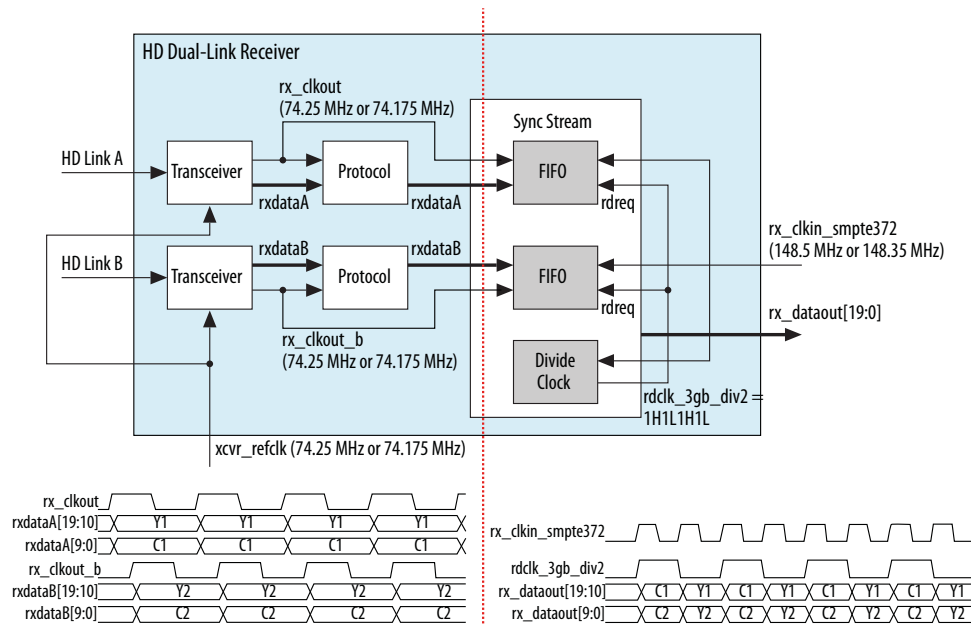 HD Dual-Link Receiver
rx_clkout
(74.25 MHz or 74.175 MHz)
Sync Stream
HD Link A
Transceiver
Protocol
FIFO
rxdataA
rxdataA
rdreq
rx_clkin_smpte372
(148.5 MHz or 148.35 MHz)
HD Link B
rxdataB
rxdataB
Transceiver
Protocol
FIFO
rdreq
rx_dataout[19:0]
rx_clkout_b
(74.25 MHz or 74.175 MHz)
Divide
Clock
rdclk_3gb_div2 =
1H1L1H1L
xcvr_refclk (74.25 MHz or 74.175 MHz)
rx_clkout
rxdataA[19:10] Y1 Y1 Y1 Y1
rxdataA[9:0] C1 C1 C1 C1
rx_clkout_b
rxdataB[19:10] Y2 Y2 Y2 Y2
rxdataB[9:0] C2 C2 C2 C2
rx_clkin_smpte372
rdclk_3gb_div2
rx_dataout[19:10] C1 Y1 C1 Y1 C1 Y1 C1 Y1
rx_dataout[9:0] C2 Y2 C2 Y2 C2 Y2 C2 Y2